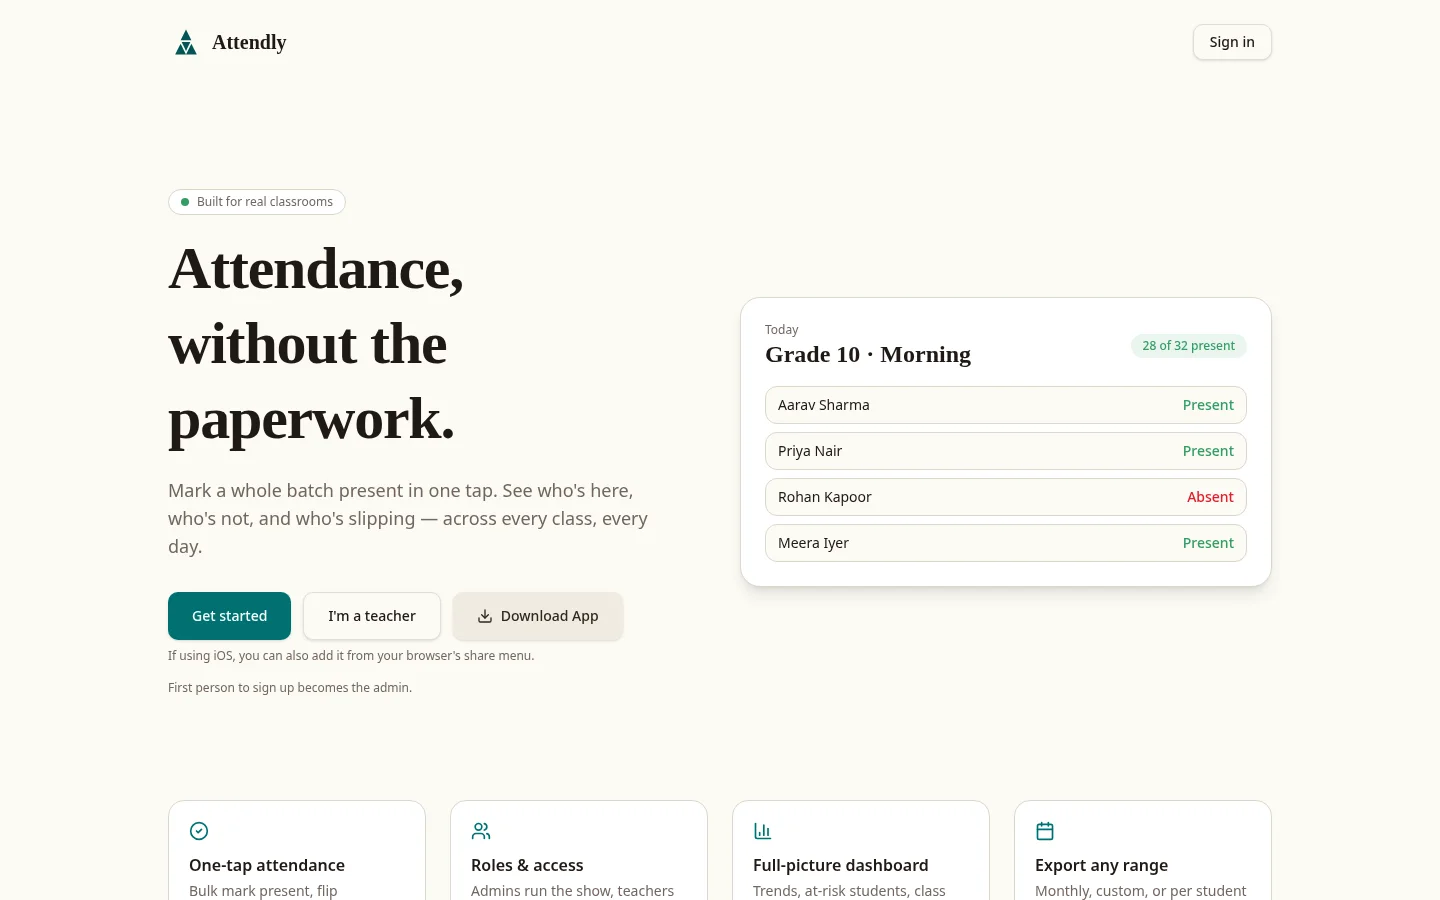 Attendly
Sign in
Built for real classrooms
Attendance,
without the
paperwork.
Mark a whole batch present in one tap. See who's here,
who's not, and who's slipping — across every class, every
day.
Get started
I'm a teacher
Download App
If using iOS, you can also add it from your browser's share menu.
First person to sign up becomes the admin.
Today
Grade 10 · Morning
28 of 32 present
Aarav Sharma
Present
Priya Nair
Present
Rohan Kapoor
Absent
Meera Iyer
Present
One-tap attendance
Bulk mark present, flip
Roles & access
Admins run the show, teachers
Full-picture dashboard
Trends, at-risk students, class
Export any range
Monthly, custom, or per student